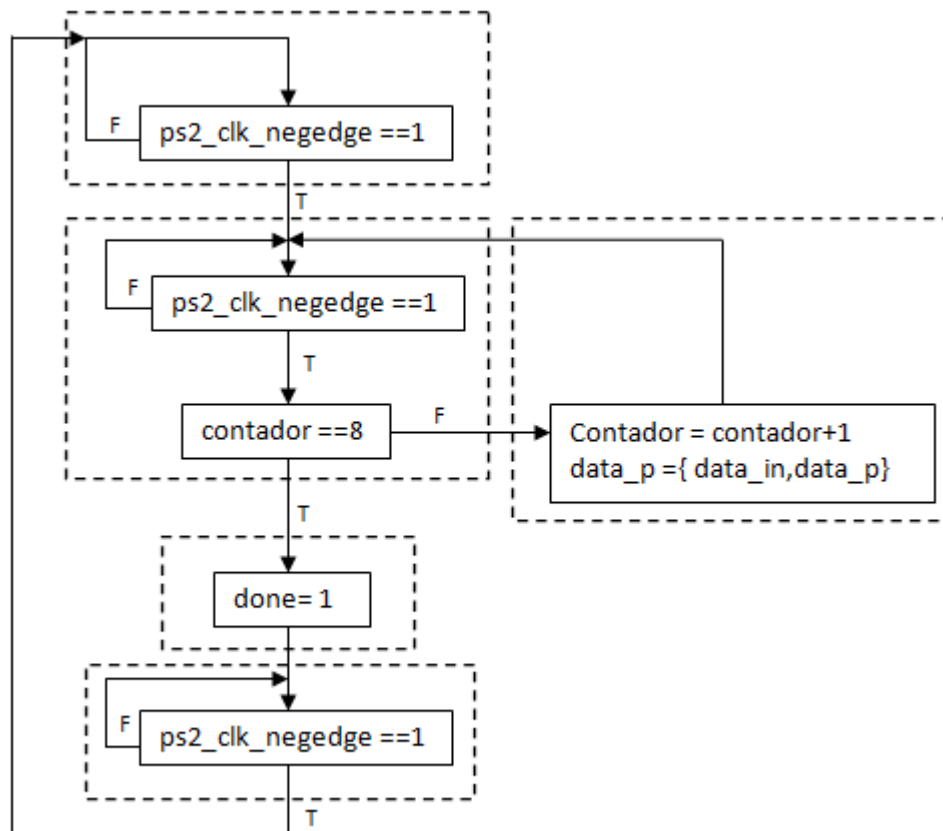 F
ps2_clk_negedge ==1
T
F
ps2_clk_negedge ==1
T
contador ==8
F
Contador = contador+1
data_p ={ data_in,data_p}
T
done= 1
F
ps2_clk_negedge ==1
T